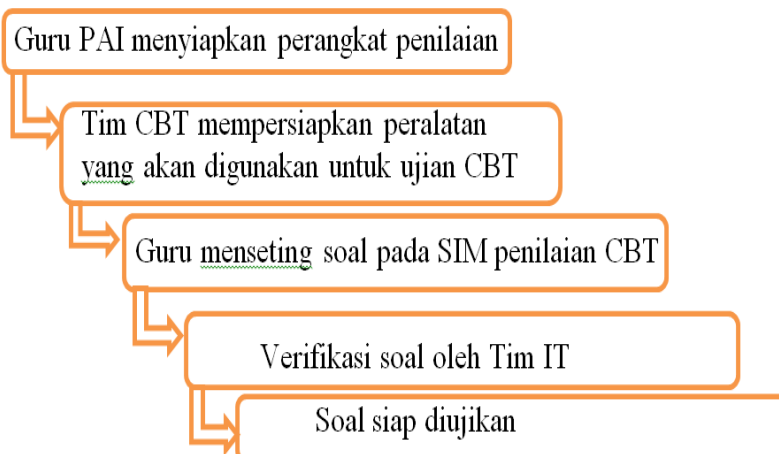 Guru PAI menyiapkan perangkat penilaian
Tim CBT mempersiapkan peralatan
yang akan digunakan untuk ujian CBT
Guru menseting soal pada SIM penilaian CBT
Verifikasi soal oleh Tim IT
Soal siap diujikan